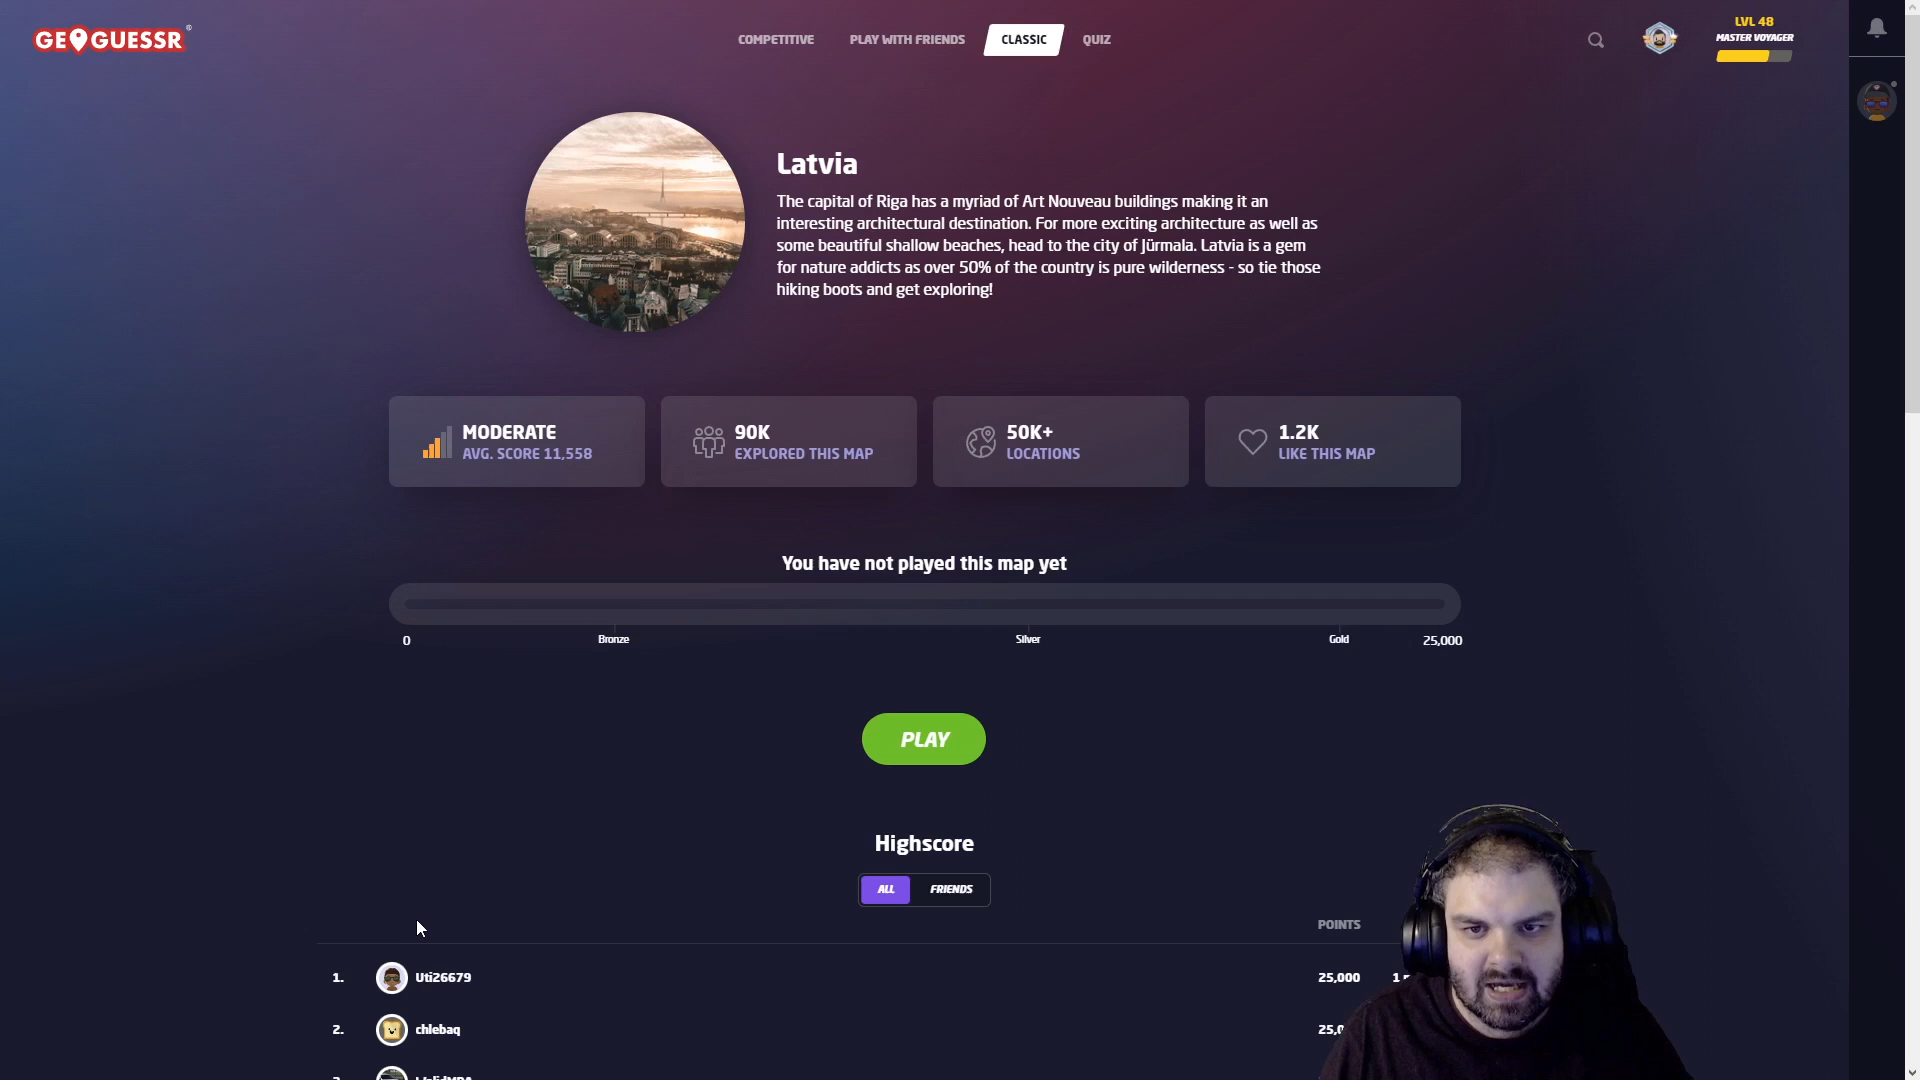 GEOGUESSR
COMPETITIVE
PLAY WITH FRIENDS
CLASSIC
QUIZ
LVL 48
MASTER VOYAGER
Latvia
The capital of Riga has a myriad of Art Nouveau buildings making it an
interesting architectural destination. For more exciting architecture as well as
some beautiful shallow beaches, head to the city of Jūrmala. Latvia is a gem
for nature addicts as over 50% of the country is pure wilderness - so tie those
hiking boots and get exploring!
MODERATE
AVG. SCORE 11,558
90K
EXPLORED THIS MAP
50K+
LOCATIONS
1.2K
LIKE THIS MAP
You have not played this map yet
0
Bronze
Silver
Gold
25,000
PLAY
Highscore
ALL
FRIENDS
POINTS
1.
Uti26679
25,000
1
2.
chlebaq